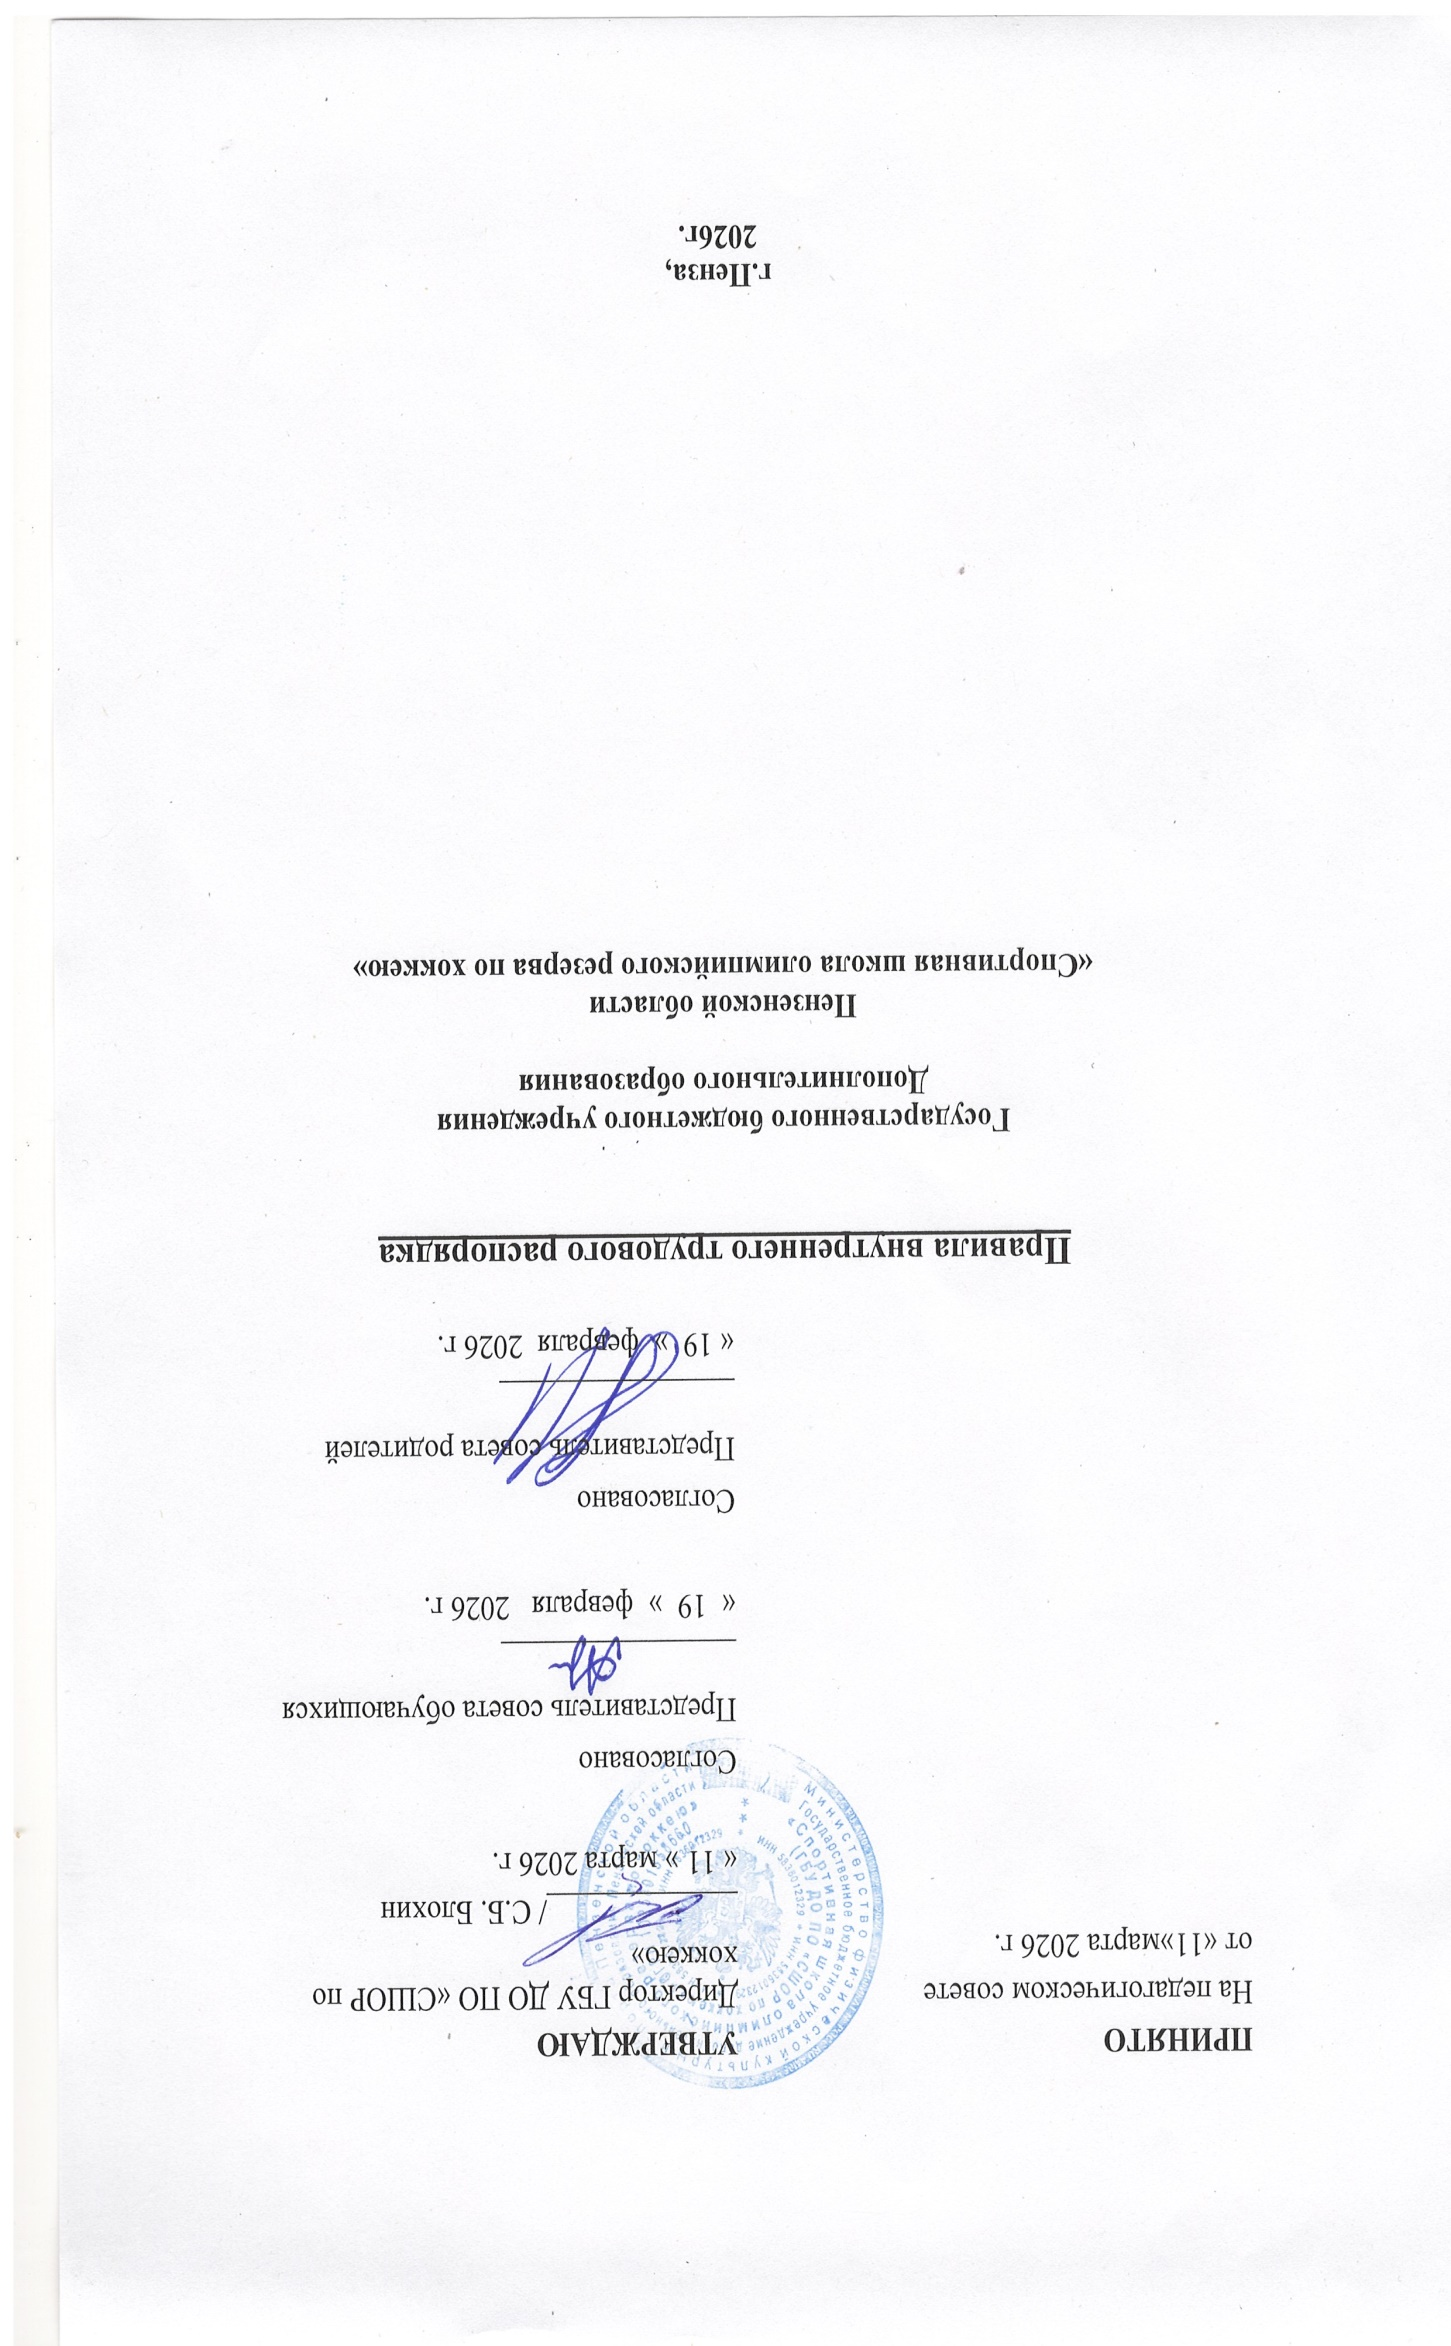 ПРИНЯТО
На педагогическом совете
от «11»марта 2026 г.
УТВЕРЖДАЮ
Директор ГБУ ДО ПО «СШОР по
хоккею»
/ С.Б. Блохин
« 11 » марта 2026 г.
Согласовано
Представитель совета обучающихся
« 19 » февраля 2026 г.
Согласовано
Представитель совета родителей
« 19 » февраля 2026 г.
Правила внутреннего трудового распорядка
Государственного бюджетного учреждения
Дополнительного образования
Пензенской области
«Спортивная школа олимпийского резерва по хоккею»
г.Пенза,
2026г.